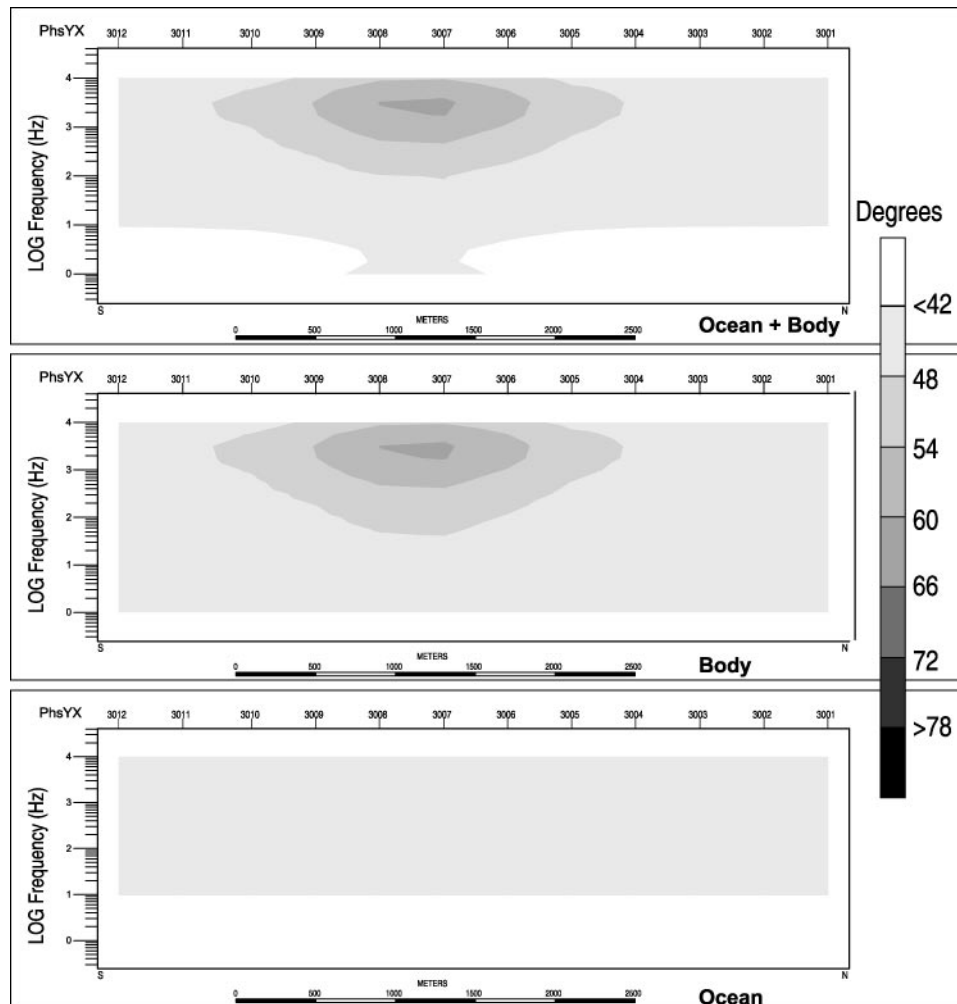 PhsYX 3012 3011 3010 3009 3008 3007 3006 3005 3004 3003 3002 3001
LOG Frequency (Hz)
4
3
2
1
0
S METERS N
0 500 1000 1500 2000 2500
Ocean + Body
PhsYX 3012 3011 3010 3009 3008 3007 3006 3005 3004 3003 3002 3001
LOG Frequency (Hz)
4
3
2
1
0
S METERS N
0 500 1000 1500 2000 2500
Body
PhsYX 3012 3011 3010 3009 3008 3007 3006 3005 3004 3003 3002 3001
LOG Frequency (Hz)
4
3
2
1
0
S METERS N
0 500 1000 1500 2000 2500
Ocean
Degrees
<42
48
54
60
66
72
>78